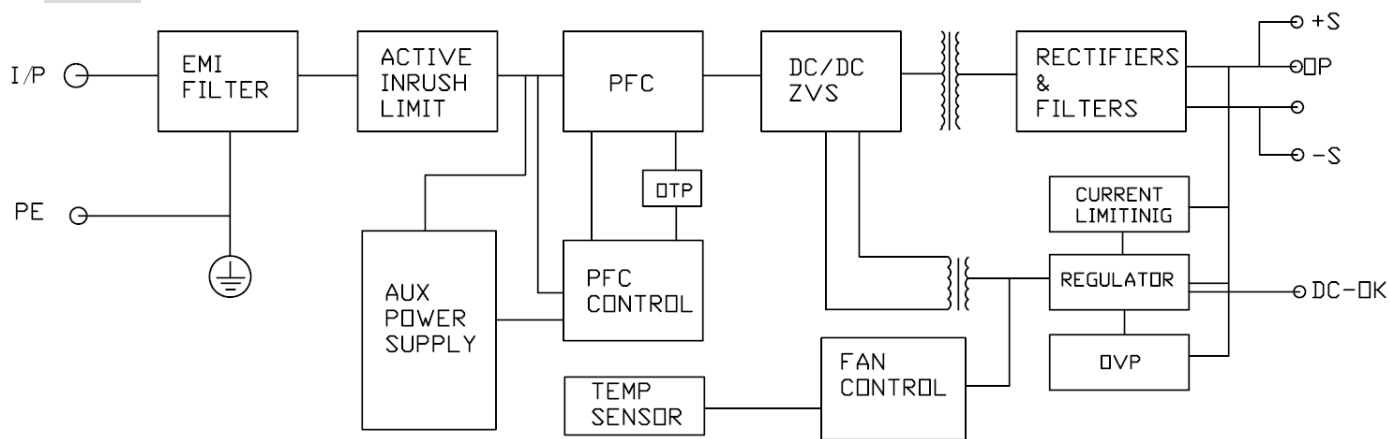 I/P
EMI
FILTER
ACTIVE
INRUSH
LIMIT
PFC
DC/DC
ZVS
RECTIFIERS
&
FILTERS
+S
OP
-S
PE
OTP
AUX
POWER
SUPPLY
PFC
CONTROL
CURRENT
LIMITINIG
REGULATOR
DC-OK
OVP
FAN
CONTROL
TEMP
SENSOR